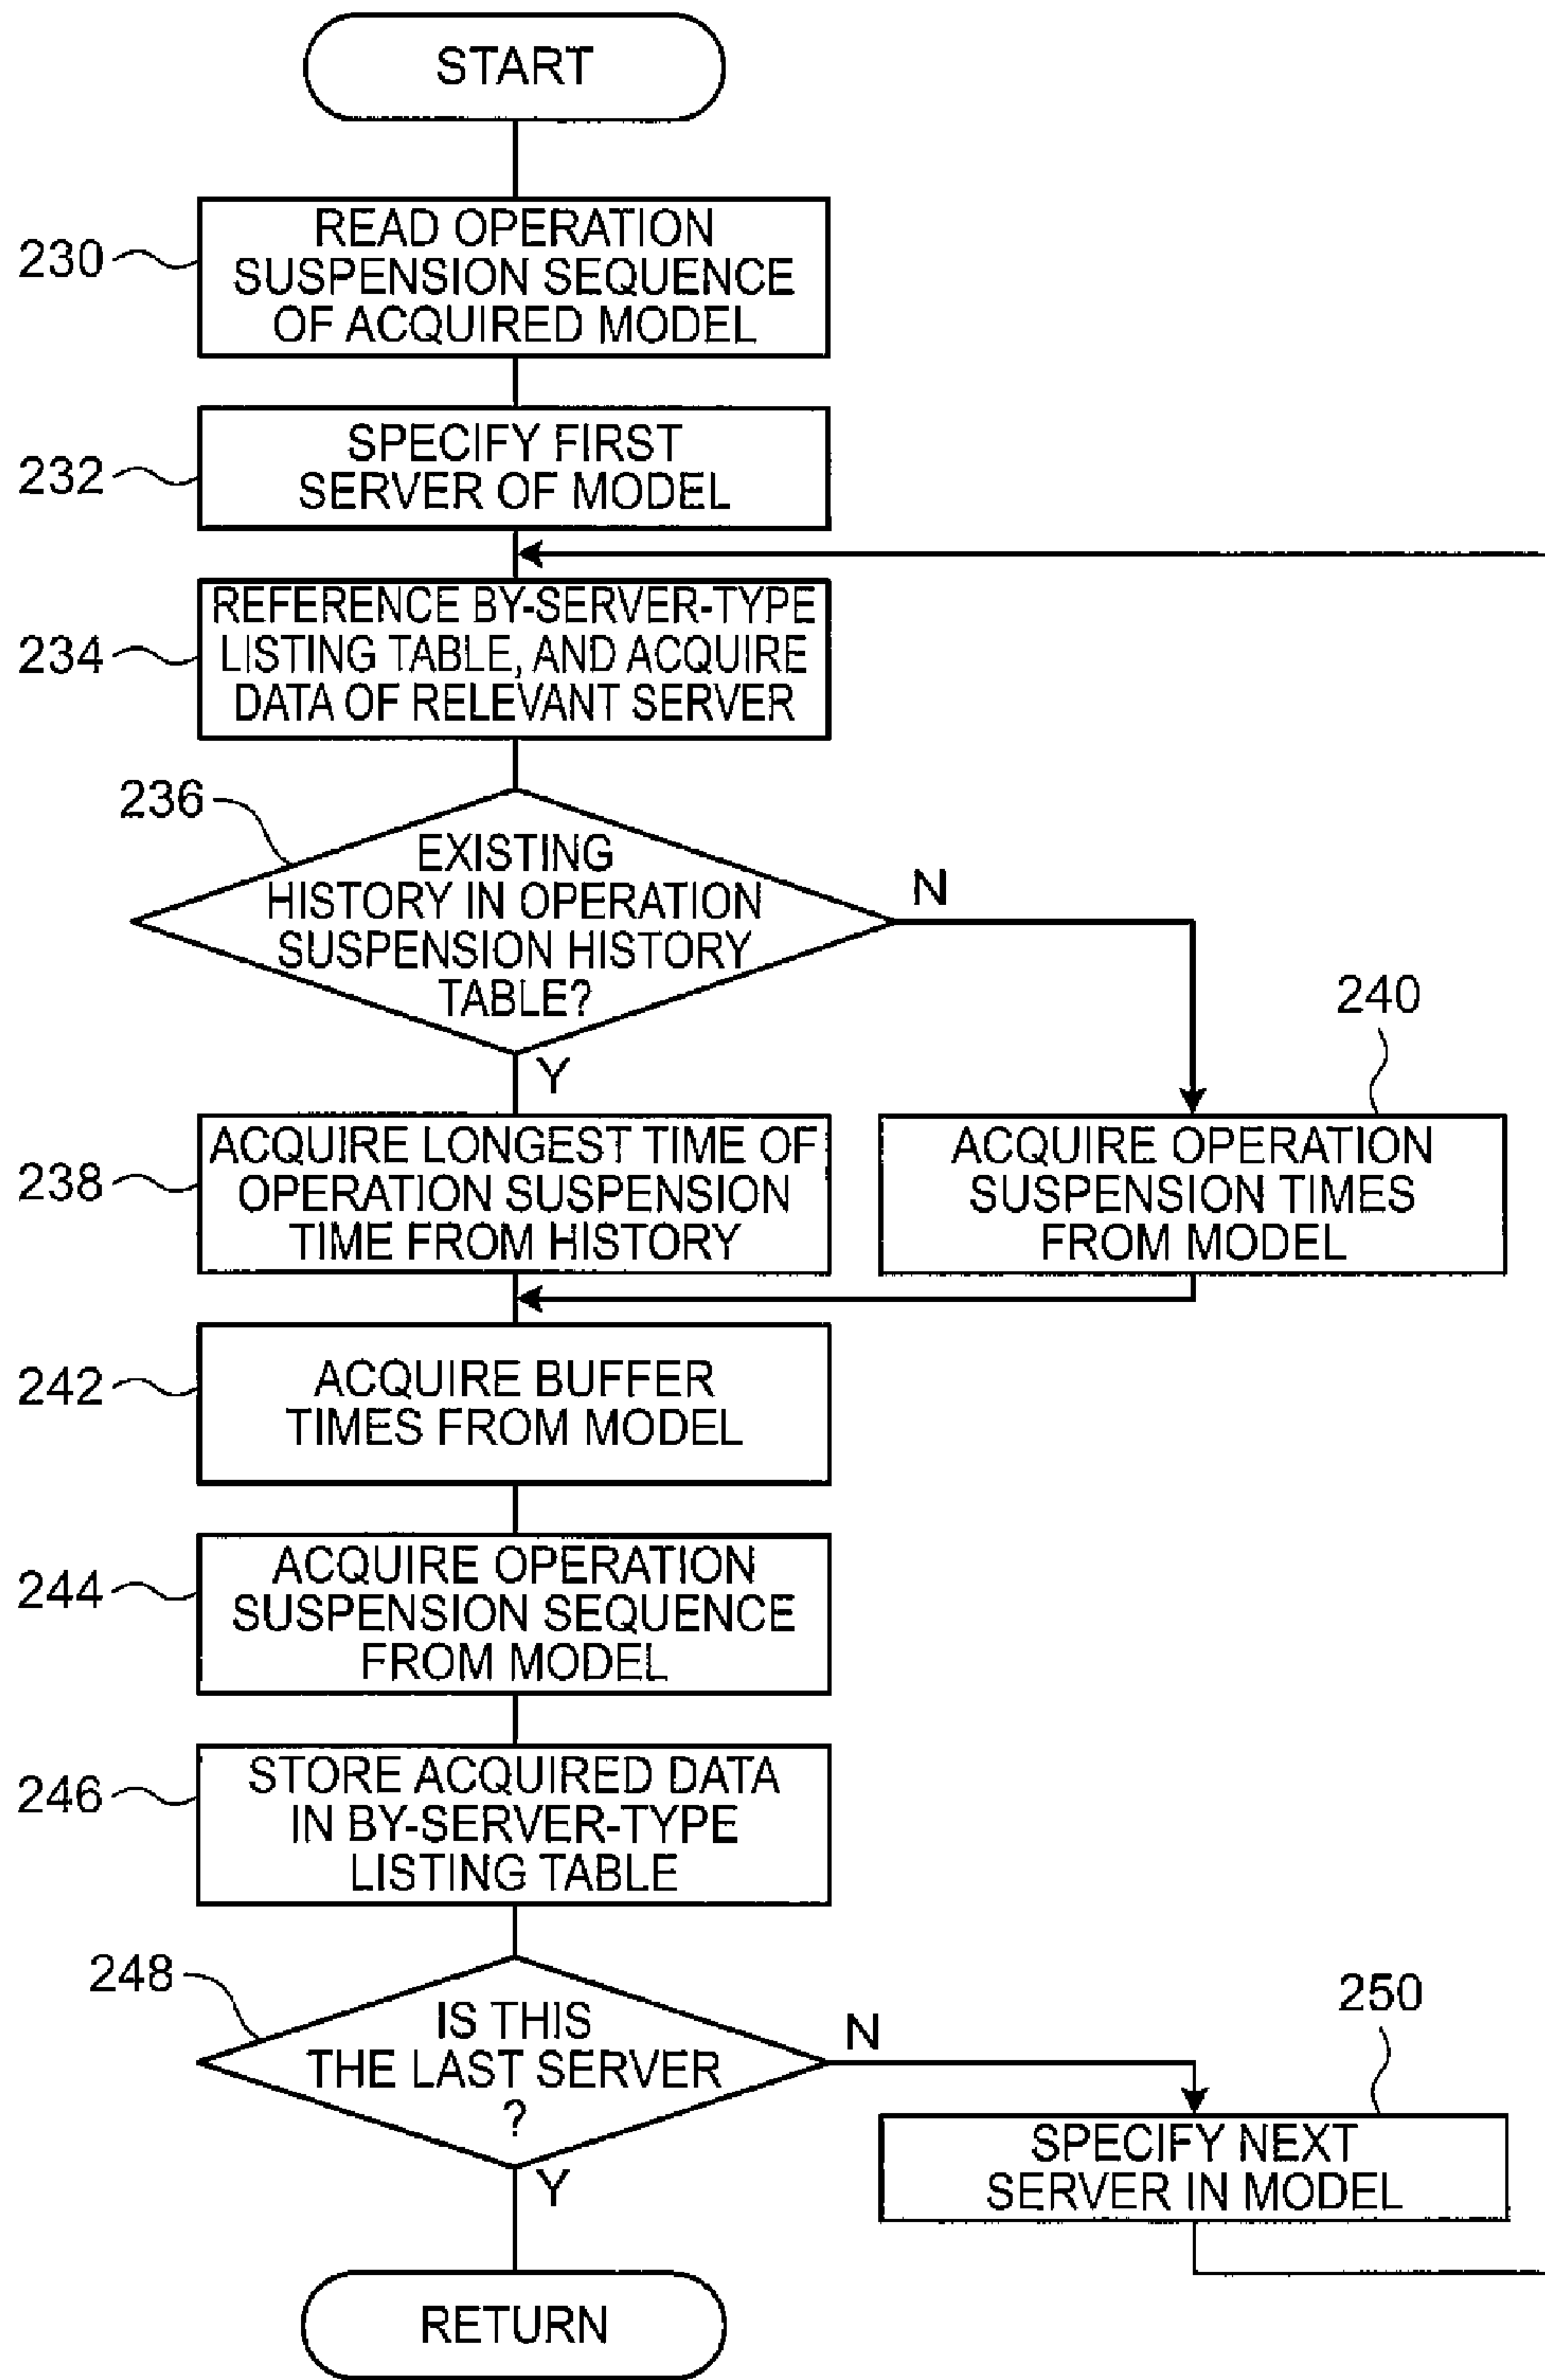 START
230
READ OPERATION
SUSPENSION SEQUENCE
OF ACQUIRED MODEL
232
SPECIFY FIRST
SERVER OF MODEL
234
REFERENCE BY-SERVER-TYPE
LISTING TABLE, AND ACQUIRE
DATA OF RELEVANT SERVER
236
EXISTING
HISTORY IN OPERATION
SUSPENSION HISTORY
TABLE?
N
Y
240
238
ACQUIRE LONGEST TIME OF
OPERATION SUSPENSION
TIME FROM HISTORY
ACQUIRE OPERATION
SUSPENSION TIMES
FROM MODEL
242
ACQUIRE BUFFER
TIMES FROM MODEL
244
ACQUIRE OPERATION
SUSPENSION SEQUENCE
FROM MODEL
246
STORE ACQUIRED DATA
IN BY-SERVER-TYPE
LISTING TABLE
248
IS THIS
THE LAST SERVER
?
N
Y
250
SPECIFY NEXT
SERVER IN MODEL
RETURN